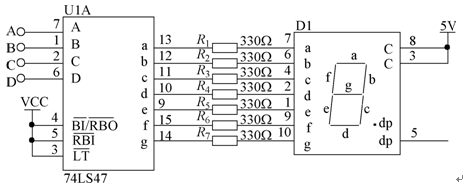 U1A D1
A 7 A a 13 R1 330Ω 7 a C 8 5V
B 1 B b 12 R2 330Ω 6 b C 3
C 2 C c 11 R3 330Ω 4 c
D 6 D d 10 R4 330Ω 2 d
e 9 R5 330Ω 1 e
VCC f 15 R6 330Ω 9 f
4 BI/RBO g 14 R7 330Ω 10 g
5 RBI
3 LT
a
f b
g
e c
d dp
dp 5
74LS47